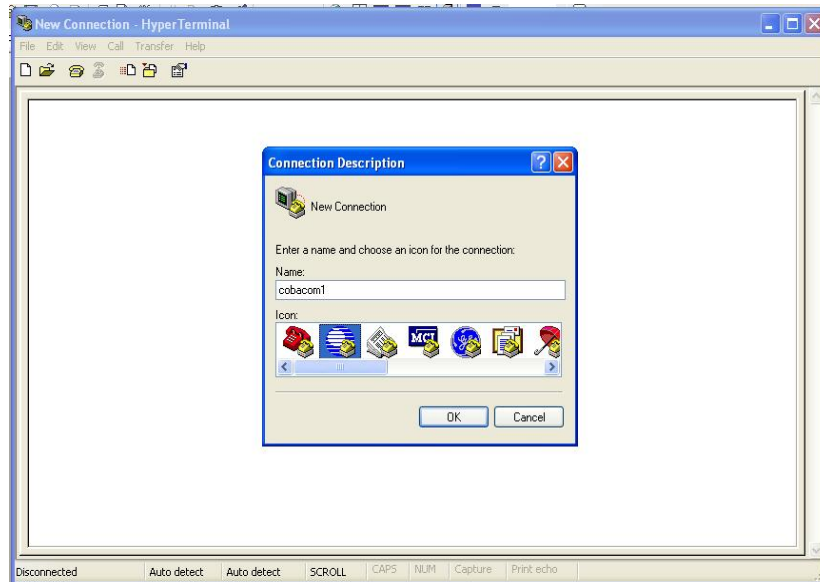 New Connection - HyperTerminal
File Edit View Call Transfer Help
Connection Description
New Connection
Enter a name and choose an icon for the connection:
Name:
cobacom1
Icon:
MCI
OK Cancel
Disconnected Auto detect Auto detect SCROLL CAPS NUM Capture Print echo